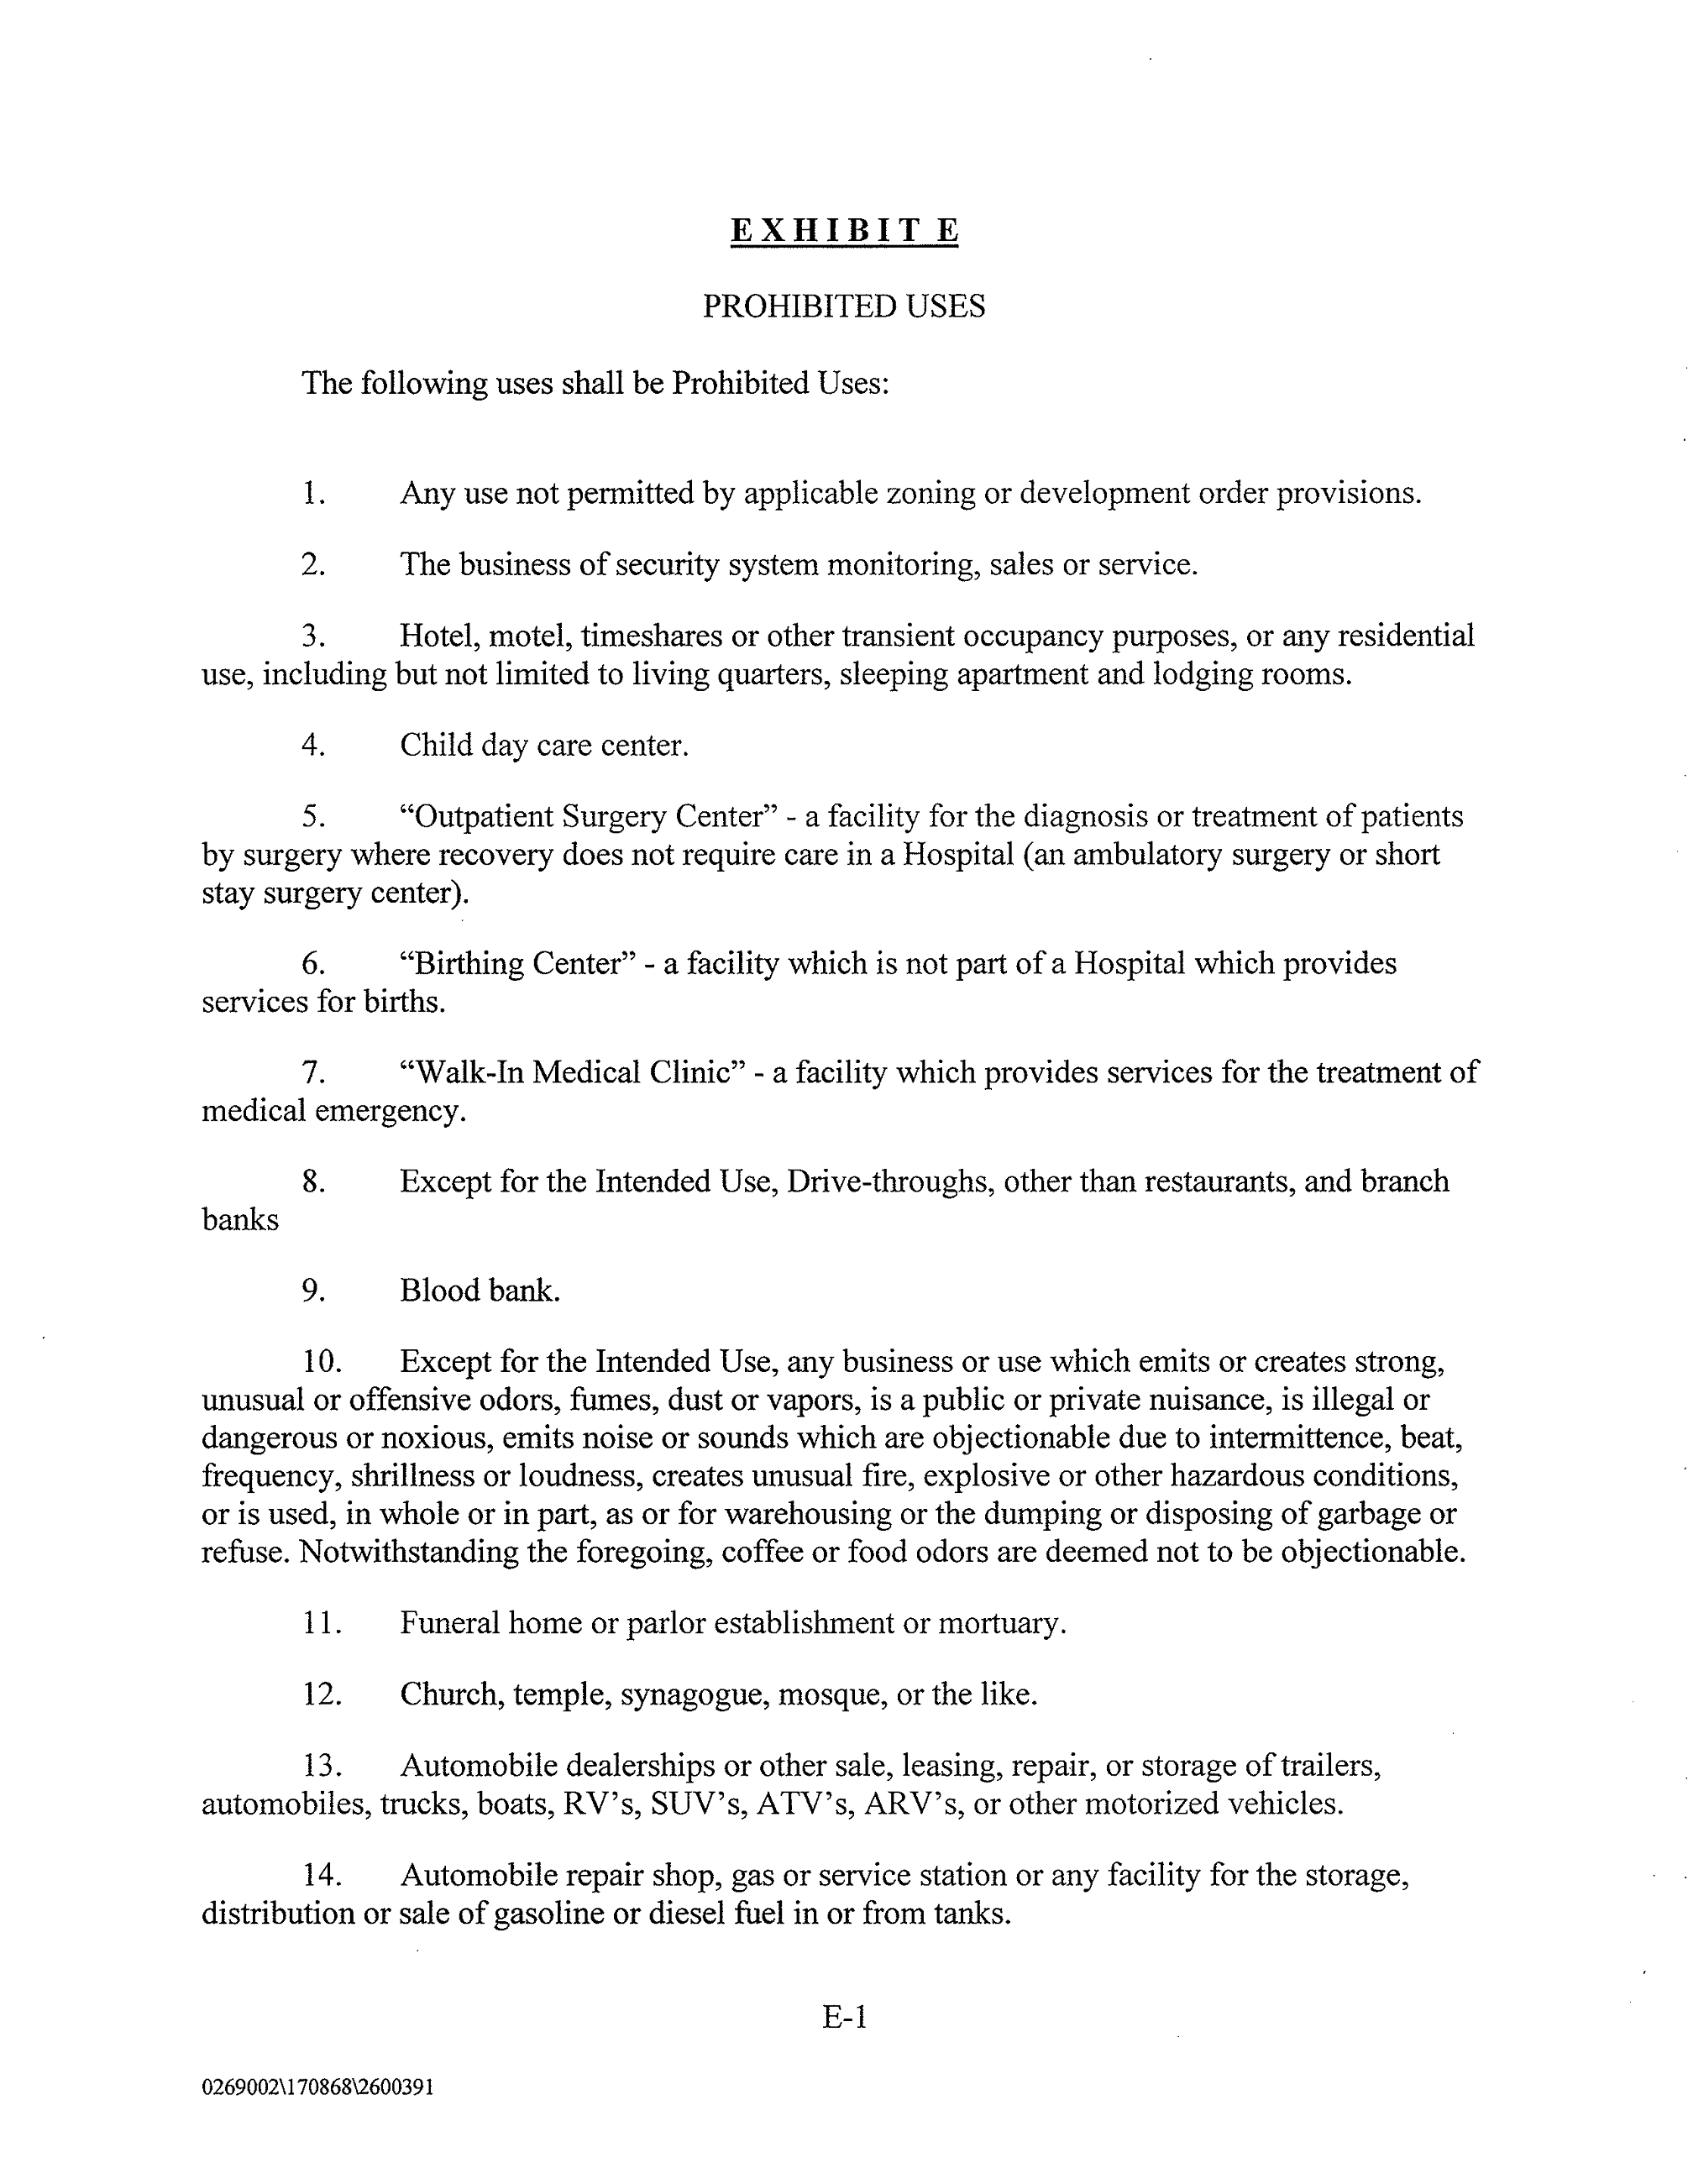 EXHIBIT E
PROHIBITED USES
The following uses shall be Prohibited Uses:
1. Any use not permitted by applicable zoning or development order provisions.
2. The business of security system monitoring, sales or service.
3. Hotel, motel, timeshares or other transient occupancy purposes, or any residential
use, including but not limited to living quarters, sleeping apartment and lodging rooms.
4. Child day care center.
5. “Outpatient Surgery Center” - a facility for the diagnosis or treatment of patients
by surgery where recovery does not require care in a Hospital (an ambulatory surgery or short
stay surgery center).
6. “Birthing Center” - a facility which is not part of a Hospital which provides
services for births.
7. “Walk-In Medical Clinic” - a facility which provides services for the treatment of
medical emergency.
8. Except for the Intended Use, Drive-throughs, other than restaurants, and branch
banks
9. Blood bank.
10. Except for the Intended Use, any business or use which emits or creates strong,
unusual or offensive odors, fumes, dust or vapors, is a public or private nuisance, is illegal or
dangerous or noxious, emits noise or sounds which are objectionable due to intermittence, beat,
frequency, shrillness or loudness, creates unusual fire, explosive or other hazardous conditions,
or is used, in whole or in part, as or for warehousing or the dumping or disposing of garbage or
refuse. Notwithstanding the foregoing, coffee or food odors are deemed not to be objectionable.
11. Funeral home or parlor establishment or mortuary.
12. Church, temple, synagogue, mosque, or the like.
13. Automobile dealerships or other sale, leasing, repair, or storage of trailers,
automobiles, trucks, boats, RV’s, SUV’s, ATV’s, ARV’s, or other motorized vehicles.
14. Automobile repair shop, gas or service station or any facility for the storage,
distribution or sale of gasoline or diesel fuel in or from tanks.
E-1
0269002\170868\2600391